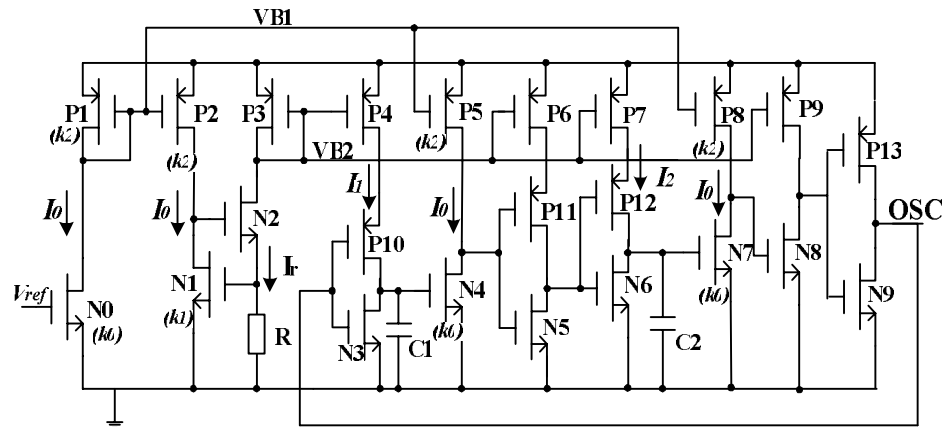 VB1
P1
(k2)
P2
(k2)
P3
P4
P5
(k2)
P6
P7
P8
(k2)
P9
P13
VB2
I0
I0
N2
I1
I0
P11
P12
I2
I0
OSC
Vref
N0
(k0)
N1
(k1)
Ir
R
P10
N3
C1
N4
(k0)
N5
N6
C2
N7
(k0)
N8
N9